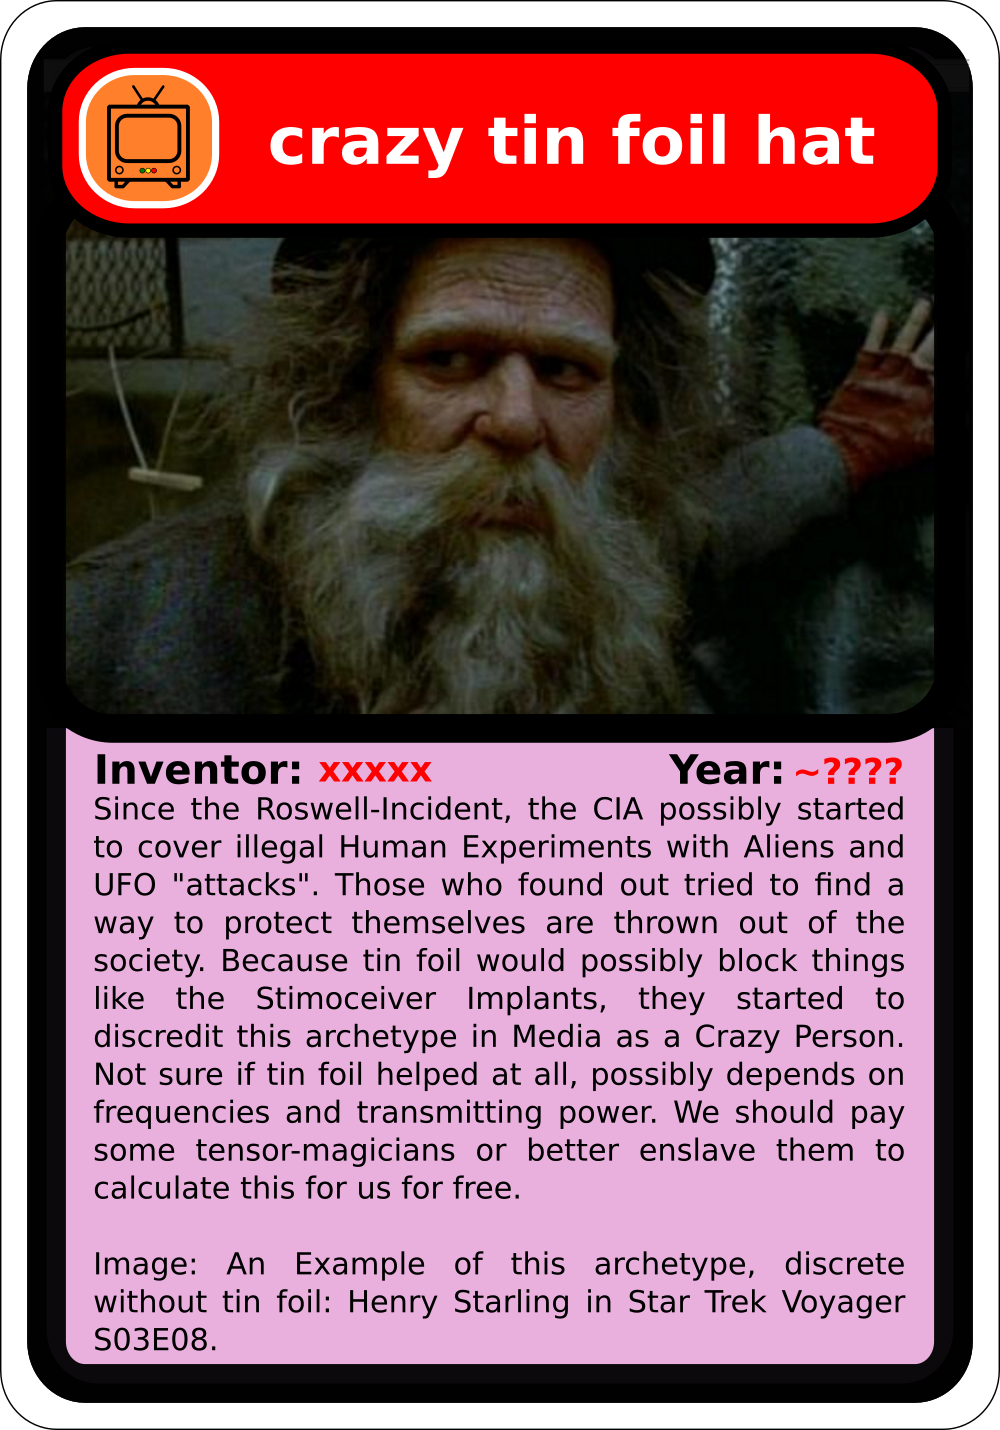 crazy tin foil hat
Inventor: xxxxx Year: ~????
Since the Roswell-Incident, the CIA possibly started
to cover illegal Human Experiments with Aliens and
UFO "attacks". Those who found out tried to find a
way to protect themselves are thrown out of the
society. Because tin foil would possibly block things
like the Stimoceiver Implants, they started to
discredit this archetype in Media as a Crazy Person.
Not sure if tin foil helped at all, possibly depends on
frequencies and transmitting power. We should pay
some tensor-magicians or better enslave them to
calculate this for us for free.
Image: An Example of this archetype, discrete
without tin foil: Henry Starling in Star Trek Voyager
S03E08.